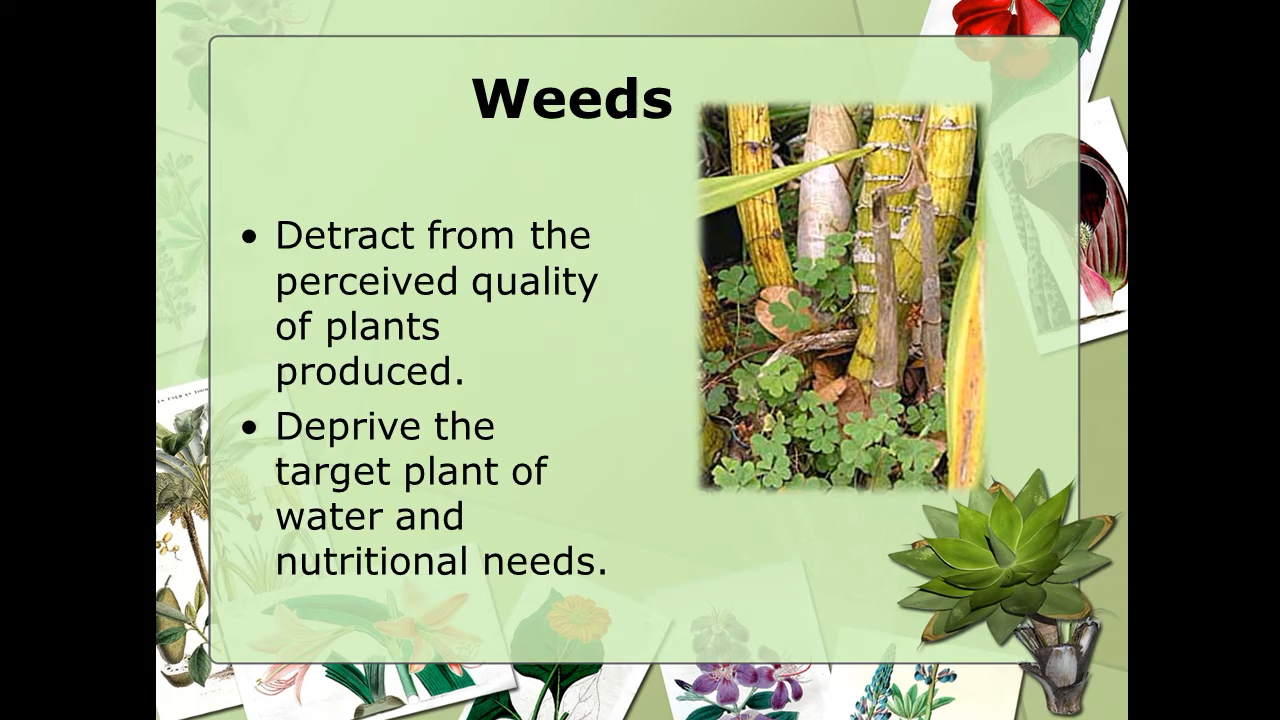 Weeds
• Detract from the
perceived quality
of plants
produced.
• Deprive the
target plant of
water and
nutritional needs.